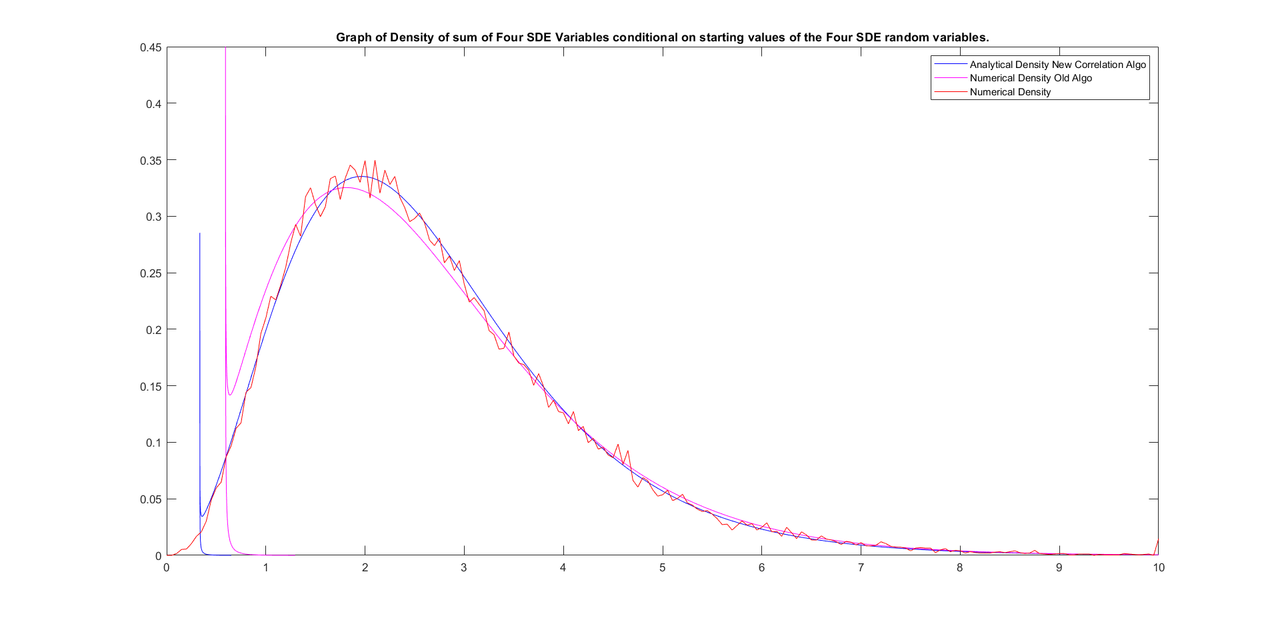 Graph of Density of sum of Four SDE Variables conditional on starting values of the Four SDE random variables.
0.45
0.4
0.35
0.3
0.25
0.2
0.15
0.1
0.05
0
0 1 2 3 4 5 6 7 8 9 10
Analytical Density New Correlation Algo
Numerical Density Old Algo
Numerical Density